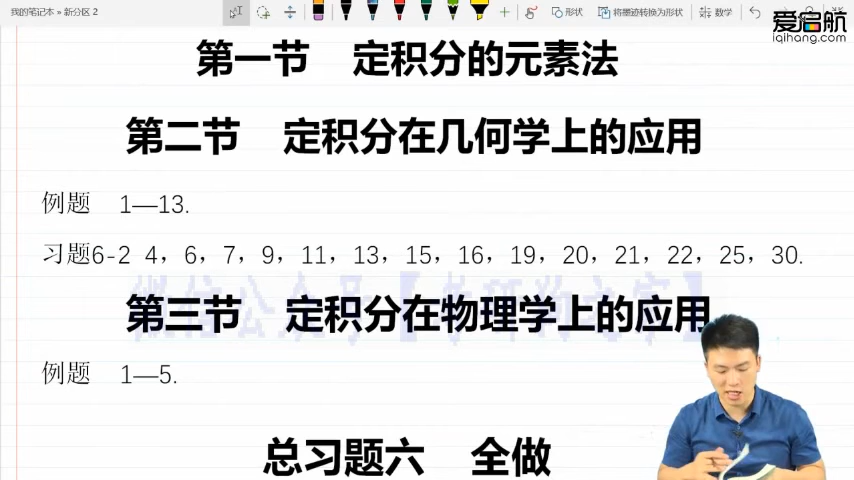 我的笔记本 » 新分区 2
形状
将墨迹转换为形状
数学
爱启航
iqihang.com
第一节 定积分的元素法
第二节 定积分在几何学上的应用
例题 1—13.
习题6-2 4，6，7，9，11，13，15，16，19，20，21，22，25，30.
第三节 定积分在物理学上的应用
例题 1—5.
总习题六 全做